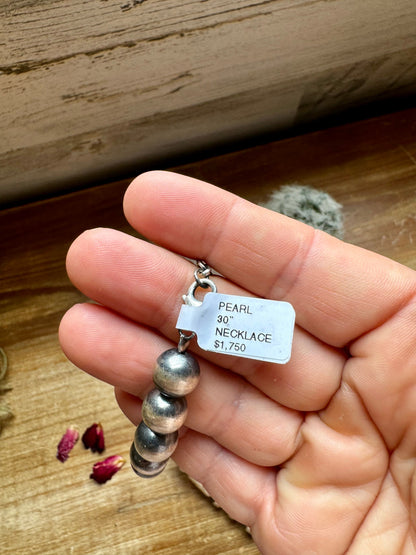 PEARL
30"
NECKLACE
$1,750